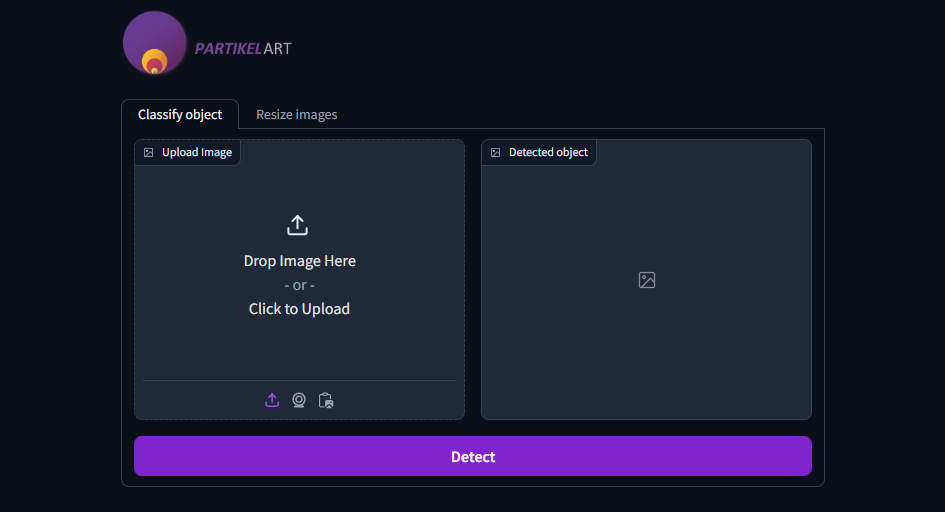 PARTIKELART
Classify object
Resize images
Upload Image
Detected object
Drop Image Here
- or -
Click to Upload
Detect